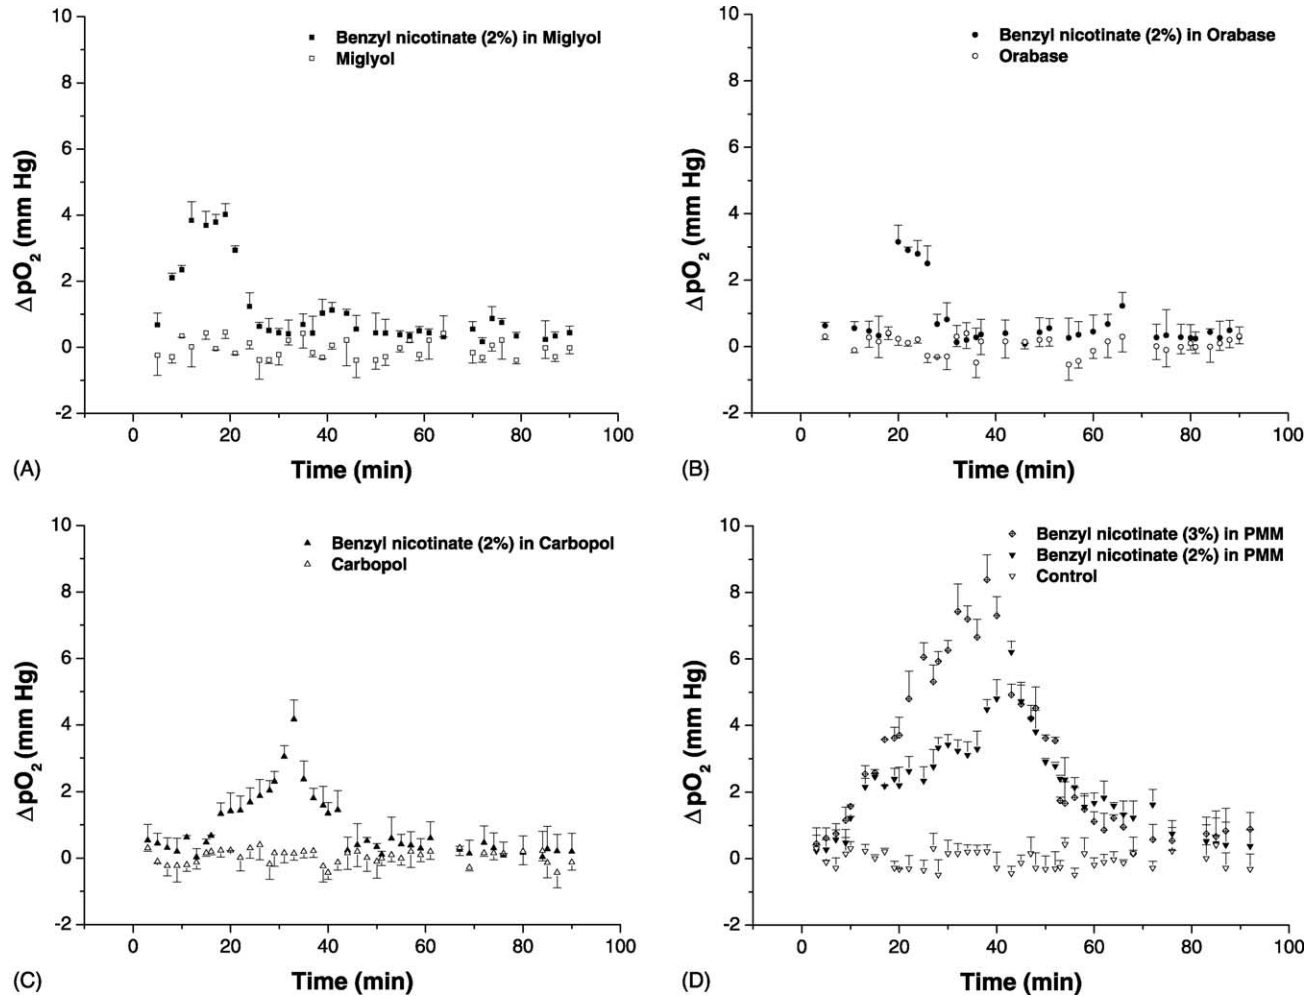 10
8
6
4
2
0
-2
ΔpO2 (mm Hg)
Benzyl nicotinate (2%) in Miglyol
Miglyol
0 20 40 60 80 100
(A) Time (min)
10
8
6
4
2
0
-2
ΔpO2 (mm Hg)
Benzyl nicotinate (2%) in Orabase
Orabase
0 20 40 60 80 100
(B) Time (min)
10
8
6
4
2
0
-2
ΔpO2 (mm Hg)
Benzyl nicotinate (2%) in Carbopol
Carbopol
0 20 40 60 80 100
(C) Time (min)
10
8
6
4
2
0
-2
ΔpO2 (mm Hg)
Benzyl nicotinate (3%) in PMM
Benzyl nicotinate (2%) in PMM
Control
0 20 40 60 80 100
(D) Time (min)